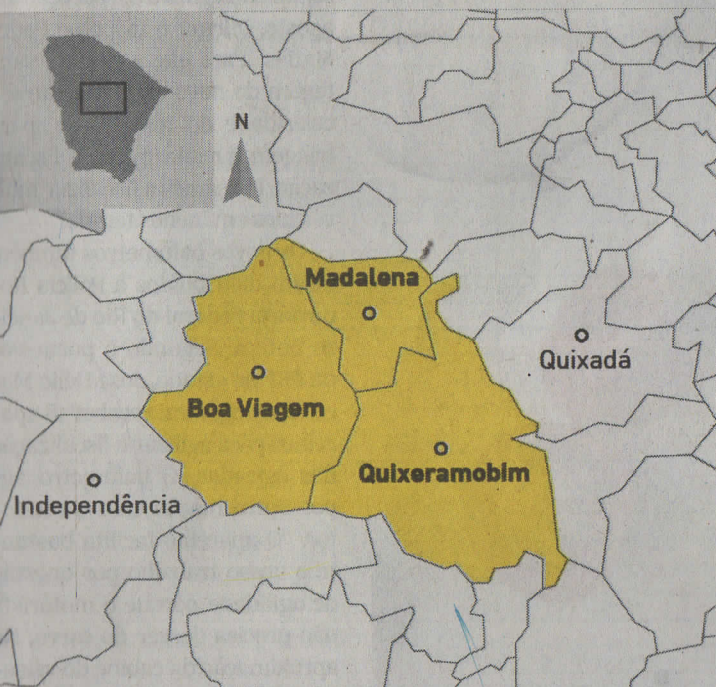 N
Madalena
Quixadá
Boa Viagem
Quixeramobim
Independência